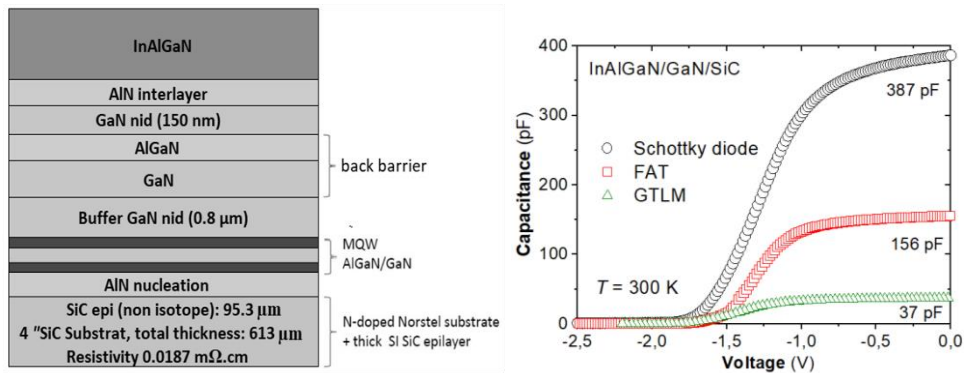 InAlGaN
AlN interlayer
GaN nid (150 nm)
AlGaN
GaN
back barrier
Buffer GaN nid (0.8 µm)
MQW
AlGaN/GaN
AlN nucleation
SiC epi (non isotope): 95.3 µm
4 "SiC Substrat, total thickness: 613 µm
Resistivity 0.0187 mΩ.cm
N-doped Norstel substrate
+ thick SI SiC epilayer
InAlGaN/GaN/SiC
387 pF
Schottky diode
FAT
GTLM
156 pF
T = 300 K
37 pF
Capacitance (pF)
400
300
200
100
0
-2,5
-2,0
-1,5
-1,0
-0,5
0,0
Voltage (V)